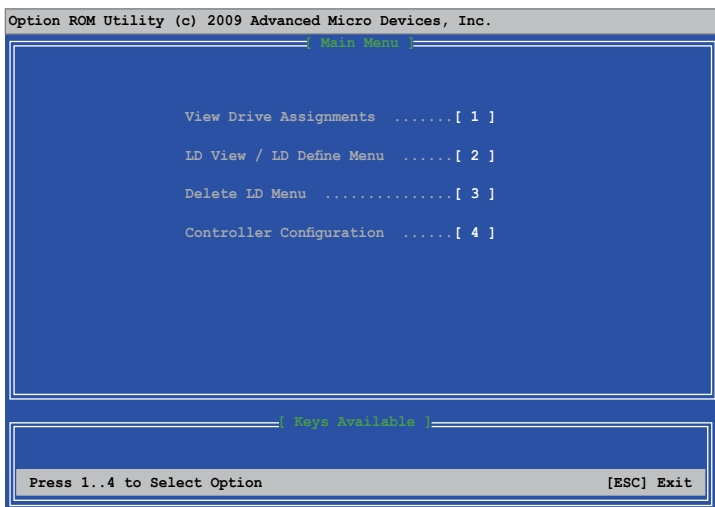 Option ROM Utility (c) 2009 Advanced Micro Devices, Inc.
[ Main Menu ]
View Drive Assignments .......[ 1 ]
LD View / LD Define Menu ......[ 2 ]
Delete LD Menu ...............[ 3 ]
Controller Configuration ......[ 4 ]
[ Keys Available ]
Press 1..4 to Select Option [ESC] Exit